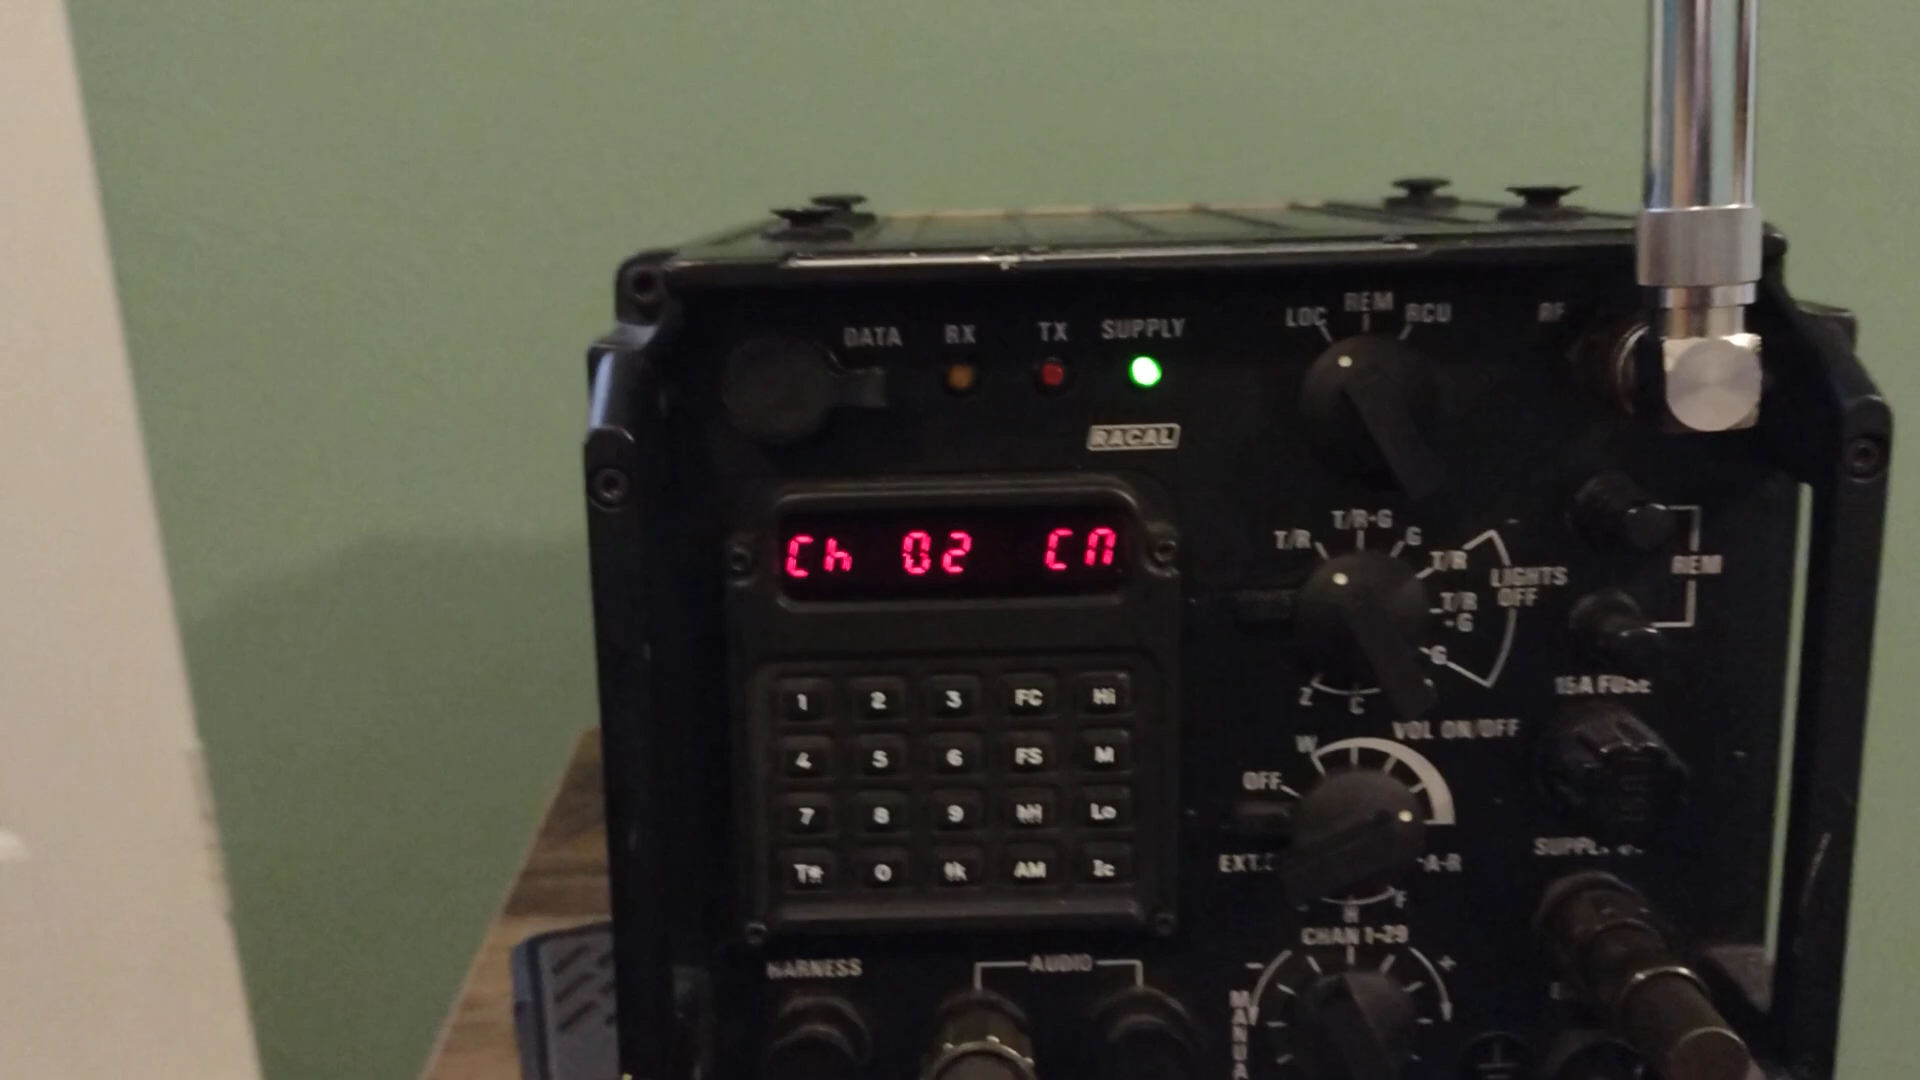 LOC REM RCU
RF
DATA RX TX SUPPLY
RACAL
T/R T/R-G G
T/R
LIGHTS
OFF
T/R
-G
G
REM
Ch 02 CN
Z C
15A FUSE
1 2 3 FC Hi
4 5 6 FS M
7 8 9 Lo
0 AM
VOL ON/OFF
W
OFF
A-R
H F
CHAN 1-29
- +
HARNESS
AUDIO